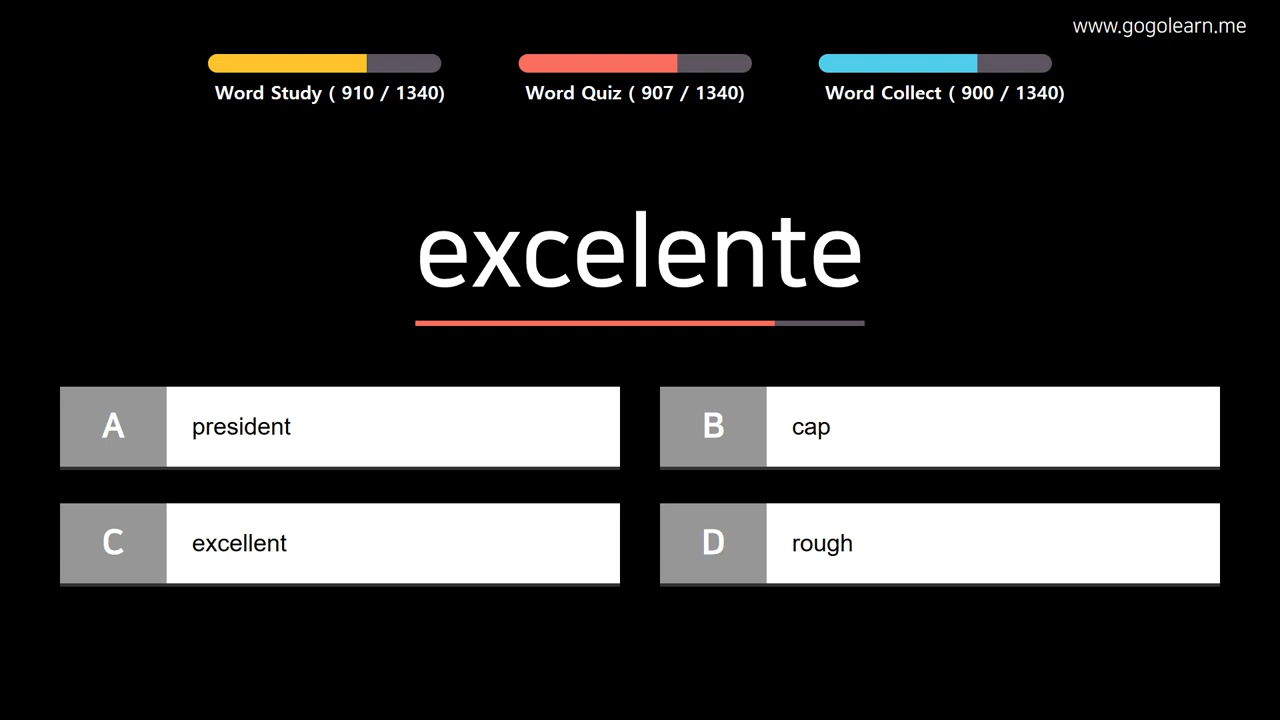 www.gogolearn.me
Word Study ( 910 / 1340)
Word Quiz ( 907 / 1340)
Word Collect ( 900 / 1340)
excelente
A president
B cap
C excellent
D rough